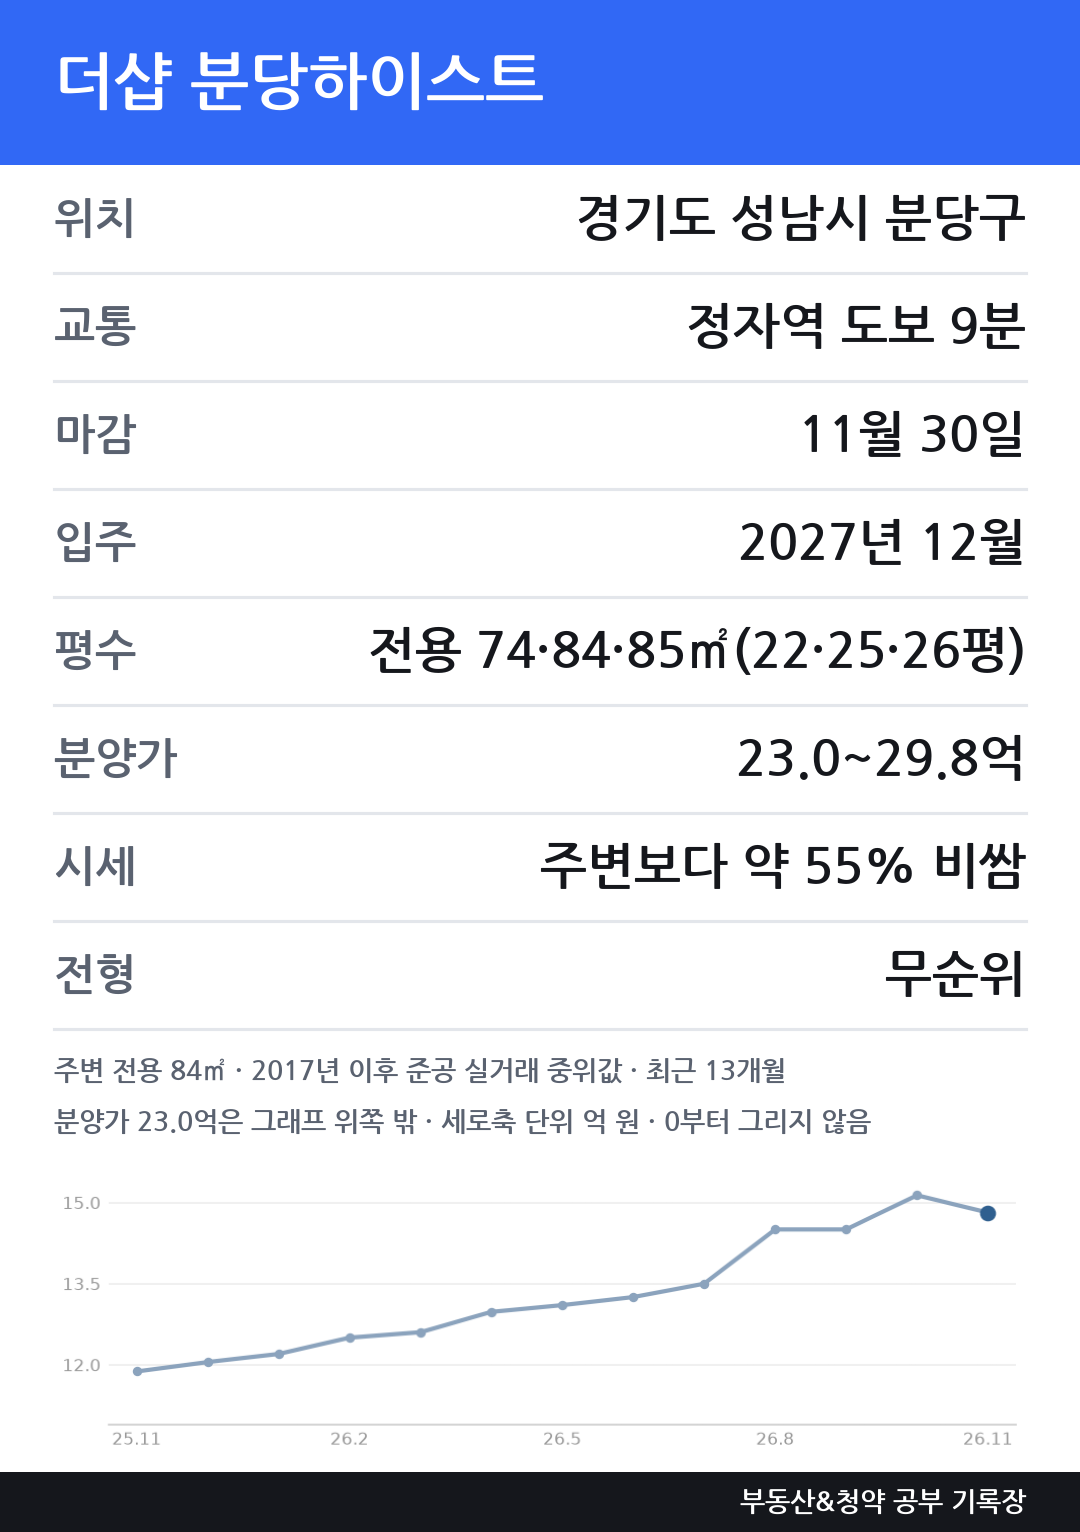 더샵 분당하이스트
위치 경기도 성남시 분당구
교통 정자역 도보 9분
마감 11월 30일
입주 2027년 12월
평수 전용 74·84·85㎡(22·25·26평)
분양가 23.0~29.8억
시세 주변보다 약 55% 비쌈
전형 무순위
주변 전용 84㎡ · 2017년 이후 준공 실거래 중위값 · 최근 13개월
분양가 23.0억은 그래프 위쪽 밖 · 세로축 단위 억 원 · 0부터 그리지 않음
15.0
13.5
12.0
25.11 26.2 26.5 26.8 26.11
부동산&청약 공부 기록장